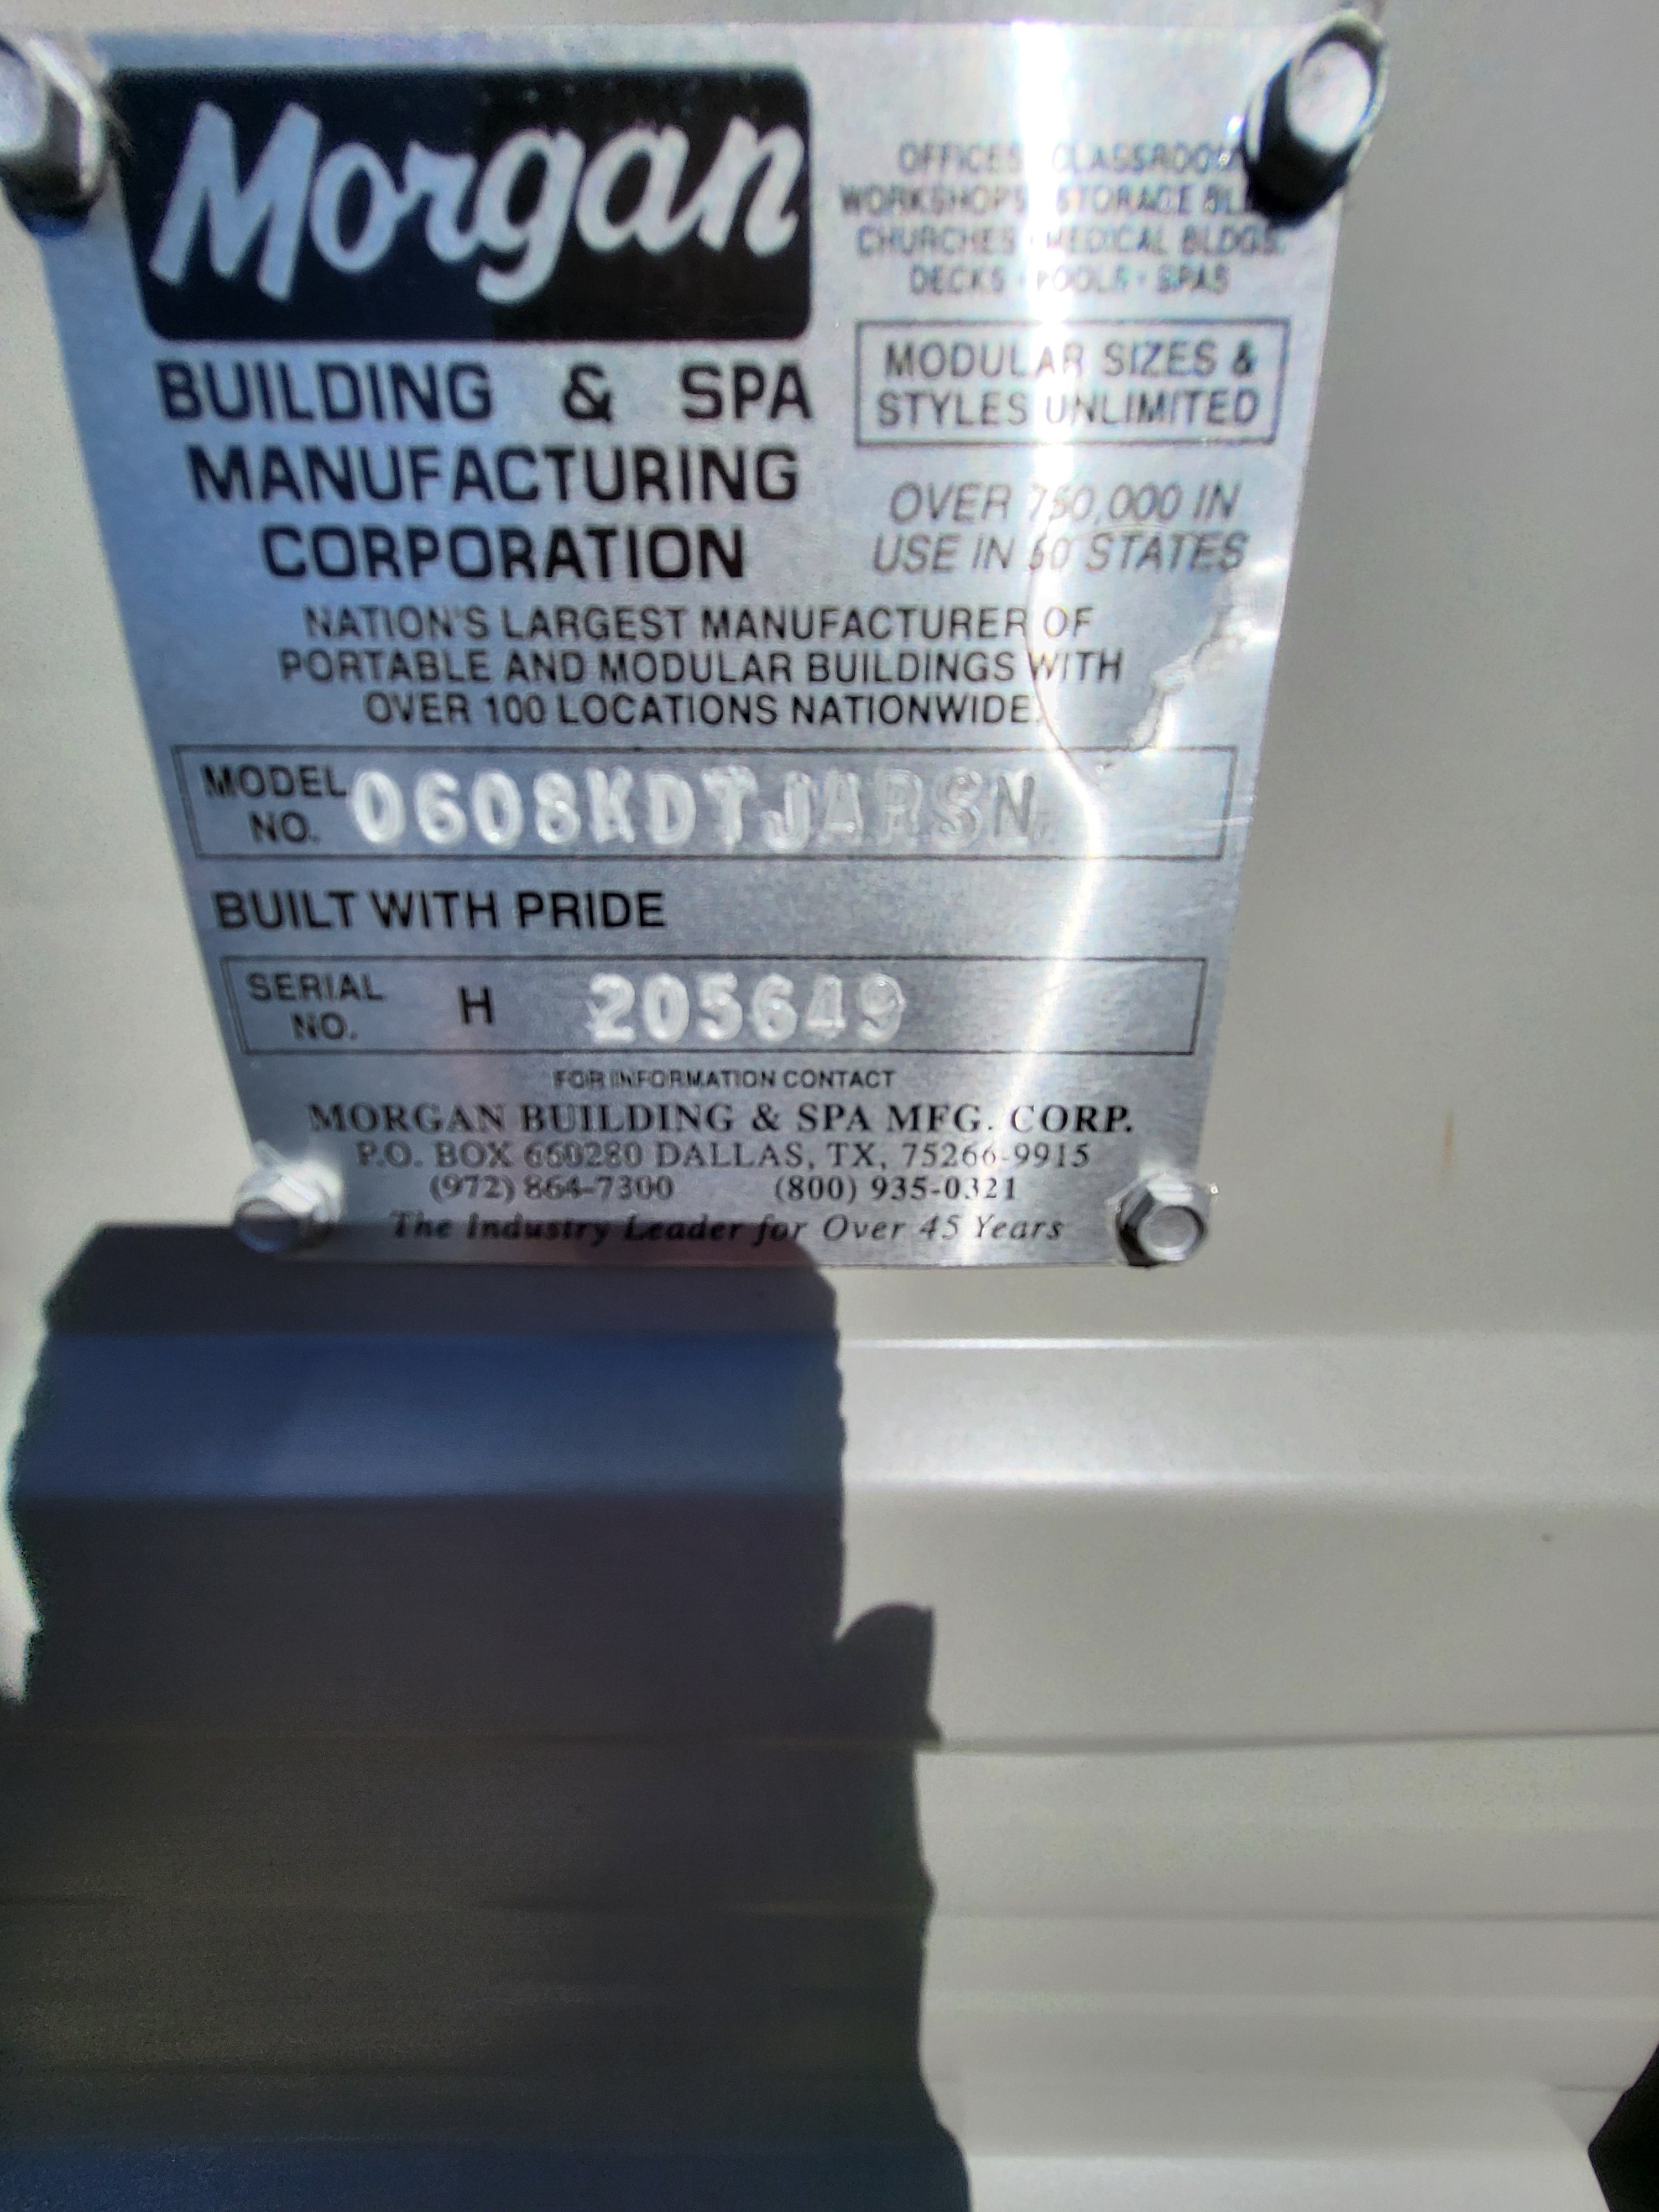 Morgan
BUILDING & SPA
MANUFACTURING
CORPORATION
OFFICES CLASSROOM
WORKSHOPS STORAGE
CHURCHES · MEDICAL BLDGS.
DECKS · POOLS · SPAS
MODULAR SIZES &
STYLES UNLIMITED
OVER 750,000 IN
USE IN 50 STATES
NATION'S LARGEST MANUFACTURER OF
PORTABLE AND MODULAR BUILDINGS WITH
OVER 100 LOCATIONS NATIONWIDE.
MODEL NO. 0608KDTJARSN
BUILT WITH PRIDE
SERIAL NO. H 205649
FOR INFORMATION CONTACT
MORGAN BUILDING & SPA MFG. CORP.
P.O. BOX 660280 DALLAS, TX, 75266-9915
(972) 864-7300 (800) 935-0321
The Industry Leader for Over 45 Years